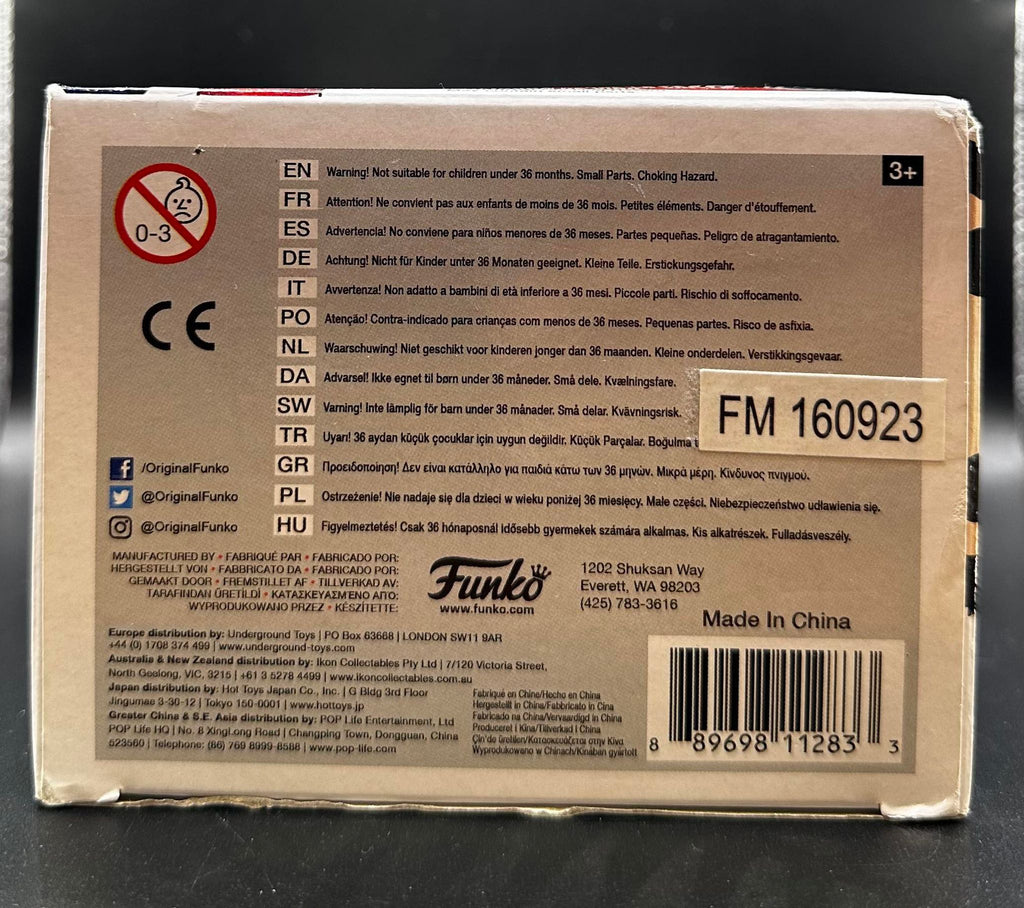 3+
0-3
EN Warning! Not suitable for children under 36 months. Small Parts. Choking Hazard.
FR Attention! Ne convient pas aux enfants de moins de 36 mois. Petites éléments. Danger d'étouffement.
ES Advertencia! No conviene para niños menores de 36 meses. Partes pequeñas. Peligro de atragantamiento.
DE Achtung! Nicht für Kinder unter 36 Monaten geeignet. Kleine Teile. Erstickungsgefahr.
IT Avvertenza! Non adatto a bambini di età inferiore a 36 mesi. Piccole parti. Rischio di soffocamento.
PO Atenção! Contra-indicado para crianças com menos de 36 meses. Pequenas partes. Risco de asfixia.
NL Waarschuwing! Niet geschikt voor kinderen jonger dan 36 maanden. Kleine onderdelen. Verstikkingsgevaar.
DA Advarsel! Ikke egnet til børn under 36 måneder. Små dele. Kvælningsfare.
SW Varning! Inte lämplig för barn under 36 månader. Små delar. Kvävningsrisk.
TR Uyarı! 36 aydan küçük çocuklar için uygun değildir. Küçük Parçalar. Boğulma
GR Προειδοποίηση! Δεν είναι κατάλληλο για παιδιά κάτω των 36 μηνών. Μικρά μέρη. Κίνδυνος πνιγμού.
PL Ostrzeżenie! Nie nadaje się dla dzieci w wieku poniżej 36 miesięcy. Małe części. Niebezpieczeństwo udławienia się.
HU Figyelmeztetés! Csak 36 hónaposnál idősebb gyermekek számára alkalmas. Kis alkatrészek. Fulladásveszély.
CE
FM 160923
/OriginalFunko
@OriginalFunko
@OriginalFunko
MANUFACTURED BY • FABRIQUÉ PAR • FABRICADO POR:
HERGESTELLT VON • FABBRICATO DA • FABRICADO POR:
GEMAAKT DOOR • FREMSTILLET AF • TILLVERKAD AV:
TARAFINDAN ÜRETİLDİ • ΚΑΤΑΣΚΕΥΑΣΜΕΝΟ ΑΠΟ:
WYPRODUKOWANO PRZEZ • KÉSZÍTETTE:
Funko
www.funko.com
1202 Shuksan Way
Everett, WA 98203
(425) 783-3616
Made In China
Europe distribution by: Underground Toys | PO Box 63668 | LONDON SW11 9AR
+44 (0) 1708 374 499 | www.underground-toys.com
Australia & New Zealand distribution by: Ikon Collectables Pty Ltd | 7/120 Victoria Street,
North Geelong, VIC, 3215 | +61 3 5278 4499 | www.ikoncollectables.com.au
Japan distribution by: Hot Toys Japan Co., Inc. | G Bldg 3rd Floor
Jingumae 3-30-12 | Tokyo 150-0001 | www.hottoys.jp
Greater China & S.E. Asia distribution by: POP Life Entertainment, Ltd
POP Life HQ | No. 8 XingLong Road | Changping Town, Dongguan, China
523560 | Telephone: (86) 769 8999-8588 | www.pop-life.com
Fabriqué en Chine/Hecho en China
Hergestellt in China/Fabbricato in Cina
Fabricado na China/Vervaardigd in China
Produceret i Kina/Tillverkad i China
Çin'de üretilen/Κατασκευάζεται στην Κίνα
Wyprodukowano w Chinach/Kínában gyártott
8 89698 11283 3